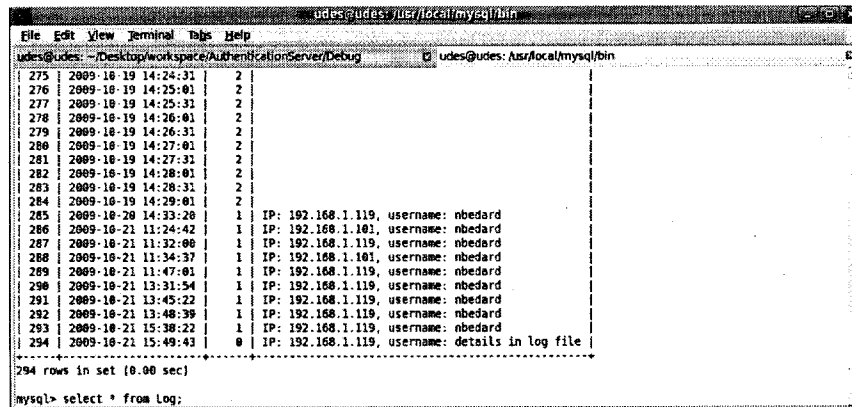 udes@udes: /usr/local/mysql/bin
File Edit View Terminal Tabs Help
udes@udes: ~/Desktop/workspace/AuthenticationServer/Debug udes@udes: /usr/local/mysql/bin
| 275 | 2009-10-19 14:24:31 | 2 | |
| 276 | 2009-10-19 14:25:01 | 2 | |
| 277 | 2009-10-19 14:25:31 | 2 | |
| 278 | 2009-10-19 14:26:01 | 2 | |
| 279 | 2009-10-19 14:26:31 | 2 | |
| 280 | 2009-10-19 14:27:01 | 2 | |
| 281 | 2009-10-19 14:27:31 | 2 | |
| 282 | 2009-10-19 14:28:01 | 2 | |
| 283 | 2009-10-19 14:28:31 | 2 | |
| 284 | 2009-10-19 14:29:01 | 2 | |
| 285 | 2009-10-20 14:33:20 | 1 | IP: 192.168.1.119, username: nbedard |
| 286 | 2009-10-21 11:24:42 | 1 | IP: 192.168.1.101, username: nbedard |
| 287 | 2009-10-21 11:32:00 | 1 | IP: 192.168.1.119, username: nbedard |
| 288 | 2009-10-21 11:34:37 | 1 | IP: 192.168.1.101, username: nbedard |
| 289 | 2009-10-21 11:47:01 | 1 | IP: 192.168.1.119, username: nbedard |
| 290 | 2009-10-21 13:31:54 | 1 | IP: 192.168.1.119, username: nbedard |
| 291 | 2009-10-21 13:45:22 | 1 | IP: 192.168.1.119, username: nbedard |
| 292 | 2009-10-21 13:48:39 | 1 | IP: 192.168.1.119, username: nbedard |
| 293 | 2009-10-21 15:38:22 | 1 | IP: 192.168.1.119, username: nbedard |
| 294 | 2009-10-21 15:49:43 | 0 | IP: 192.168.1.119, username: details in log file |
294 rows in set (0.00 sec)
mysql> select * from Log;